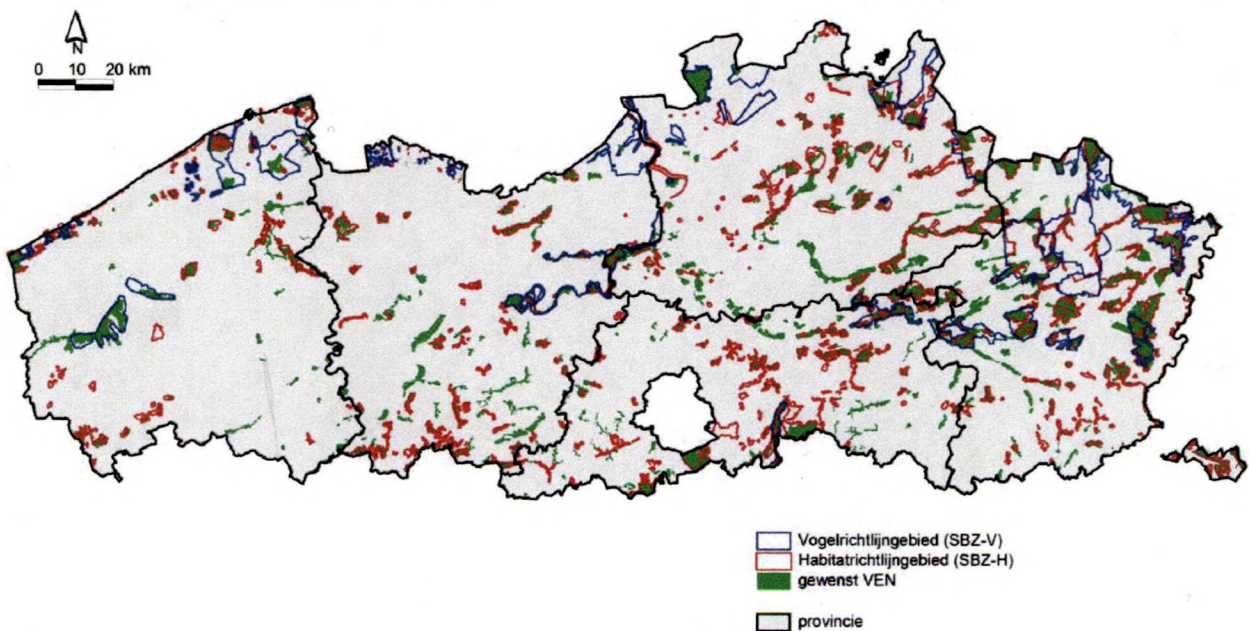 N
0 10 20 km
Vogelrichtlijngebied (SBZ-V)
Habitatrichtlijngebied (SBZ-H)
gewenst VEN
provincie